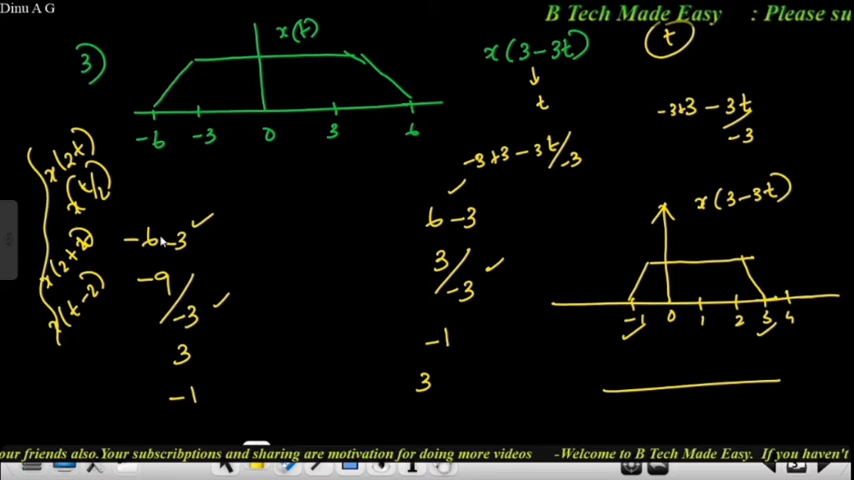 Dinu A G
B Tech Made Easy : Please su
3)
x(t)
-6 -3 0 3 6
x(3-3t)
↓
t
t
-3+3-3t/-3
-3+3-3t/-3
x(2t)
x(t/2)
x(t-2)
-6-3
-9/-3
3
-1
6-3
3/-3
-1
3
x(3-3t)
-1 0 1 2 3 4
our friends also.Your subscribptions and sharing are motivation for doing more videos -Welcome to B Tech Made Easy. If you haven't